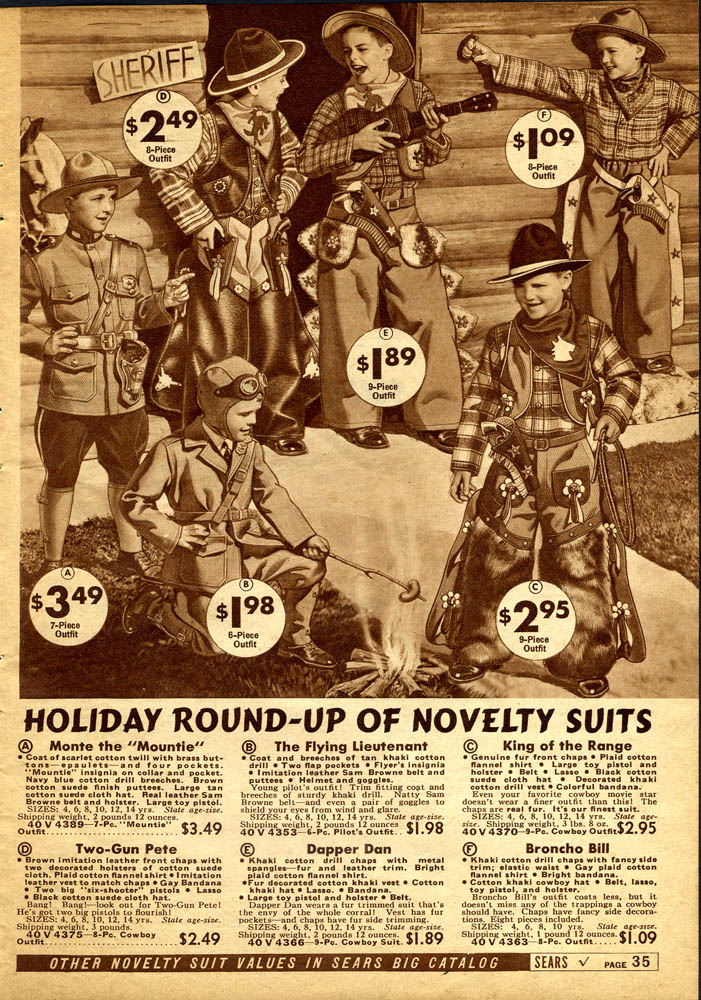 SHERIFF
D
$2.49
8-Piece
Outfit
F
$1.09
8-Piece
Outfit
E
$1.89
9-Piece
Outfit
A
$3.49
7-Piece
Outfit
B
$1.98
6-Piece
Outfit
C
$2.95
9-Piece
Outfit
HOLIDAY ROUND-UP OF NOVELTY SUITS
A Monte the "Mountie"
• Coat of scarlet cotton twill with brass but-
tons—epaulets—and four pockets.
"Mountie" insignia on collar and pocket.
Navy blue cotton drill breeches. Brown
cotton suede finish puttees. Large tan
cotton suede cloth hat. Real leather Sam
Browne belt and holster. Large toy pistol.
SIZES: 4, 6, 8, 10, 12, 14 yrs. State age-size.
Shipping weight, 2 pounds 12 ounces.
40 V 4389—7-Pc. "Mountie"
Outfit.................... $3.49
B The Flying Lieutenant
• Coat and breeches of tan khaki cotton
drill • Two flap pockets • Flyer's insignia
• Imitation leather Sam Browne belt and
puttees • Helmet and goggles.
Young pilot's outfit! Trim fitting coat and
breeches of sturdy khaki drill. Natty Sam
Browne belt—and even a pair of goggles to
shield your eyes from wind and glare.
SIZES: 4, 6, 8, 10, 12, 14 yrs. State age-size.
Shipping weight, 2 pounds 12 ounces.
40 V 4353—6-Pc. Pilot's Outfit.. $1.98
C King of the Range
• Genuine fur front chaps • Plaid cotton
flannel shirt • Large toy pistol and
holster • Belt • Lasso • Black cotton
suede cloth hat • Decorated khaki
cotton drill vest • Colorful bandana.
Even your favorite cowboy movie star
doesn't wear a finer outfit than this! The
chaps are real fur. It's our finest suit.
SIZES: 4, 6, 8, 10, 12, 14 yrs. State age-
size. Shipping weight, 3 lbs. 8 oz.
40 V 4370—9-Pc. Cowboy Outfit $2.95
D Two-Gun Pete
• Brown imitation leather front chaps with
two decorated holsters of cotton suede
cloth. Plaid cotton flannel shirt • Imitation
leather vest to match chaps • Gay Bandana
• Two big "six-shooter" pistols • Lasso
• Black cotton suede cloth hat.
Bang! Bang!—look out for Two-Gun Pete!
He's got two big pistols to flourish!
SIZES: 4, 6, 8, 10, 12, 14 yrs. State age-size.
Shipping weight, 3 pounds.
40 V 4375—8-Pc. Cowboy
Outfit.................... $2.49
E Dapper Dan
• Khaki cotton drill chaps with metal
spangles—fur and leather trim. Bright
plaid cotton flannel shirt.
•Fur decorated cotton khaki vest • Cotton
khaki hat • Lasso. • Bandana.
• Large toy pistol and holster • Belt.
Dapper Dan wears a fur trimmed suit that's
the envy of the whole corral! Vest has fur
pockets—and chaps have fur side trimming.
SIZES: 4, 6, 8, 10, 12, 14 yrs. State age-size.
Shipping weight, 2 pounds 12 ounces.
40 V 4366—9-Pc. Cowboy Suit. $1.89
F Broncho Bill
• Khaki cotton drill chaps with fancy side
trim; elastic waist • Gay plaid cotton
flannel shirt • Bright bandana.
• Cotton khaki cowboy hat • Belt, lasso,
toy pistol, and holster.
Broncho Bill's outfit costs less, but it
doesn't miss any of the trappings a cowboy
should have. Chaps have fancy side decora-
tions. Eight pieces included.
SIZES: 4, 6, 8, 10 yrs. State age-size.
Shipping weight, 1 pound 12 ounces.
40 V 4363—8-Pc. Outfit..... $1.09
OTHER NOVELTY SUIT VALUES IN SEARS BIG CATALOG
SEARS ✓ PAGE 35